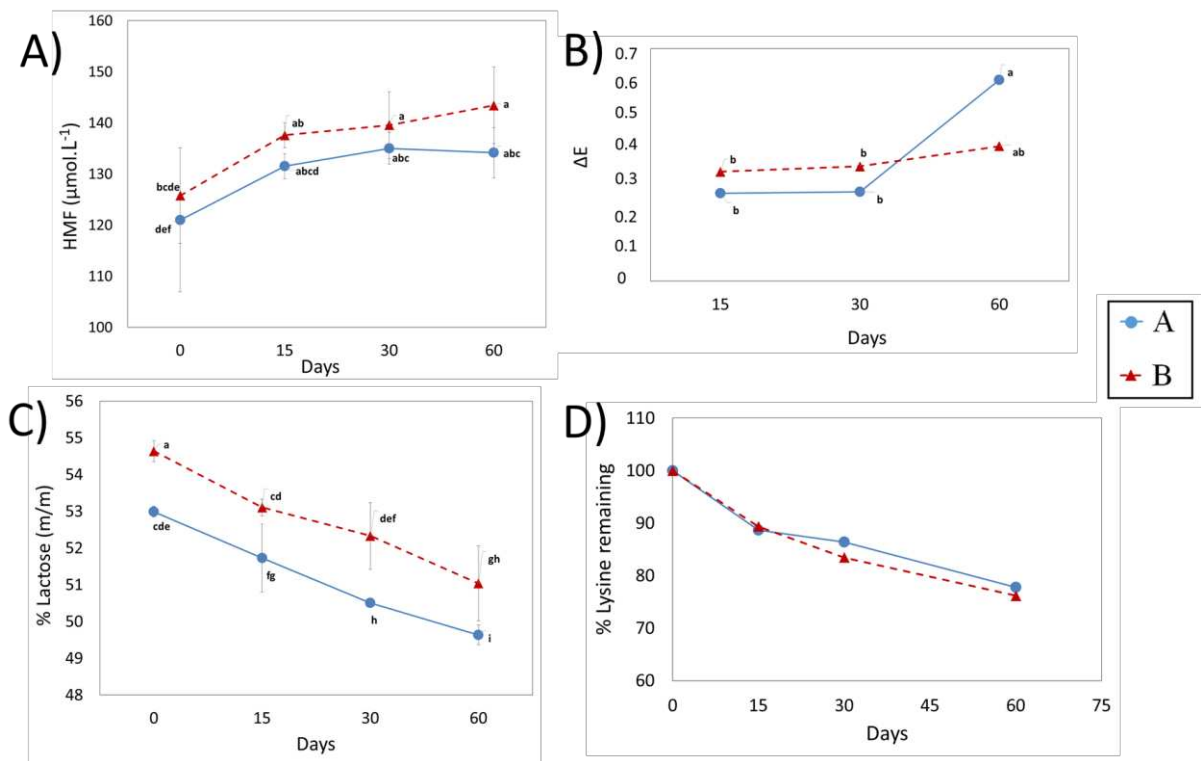 A)
160
150
140
130
120
110
100
HMF (µmol.L⁻¹)
bcde
def
ab
abcd
a
abc
a
abc
0 15 30 60
Days
B)
0.7
0.6
0.5
0.4
0.3
0.2
0.1
0
ΔE
b
b
b
b
a
ab
15 30 60
Days
A
B
C)
56
55
54
53
52
51
50
49
48
% Lactose (m/m)
a
cde
cd
fg
def
h
gh
i
0 15 30 60
Days
D)
110
100
90
80
70
60
% Lysine remaining
0 15 30 45 60 75
Days